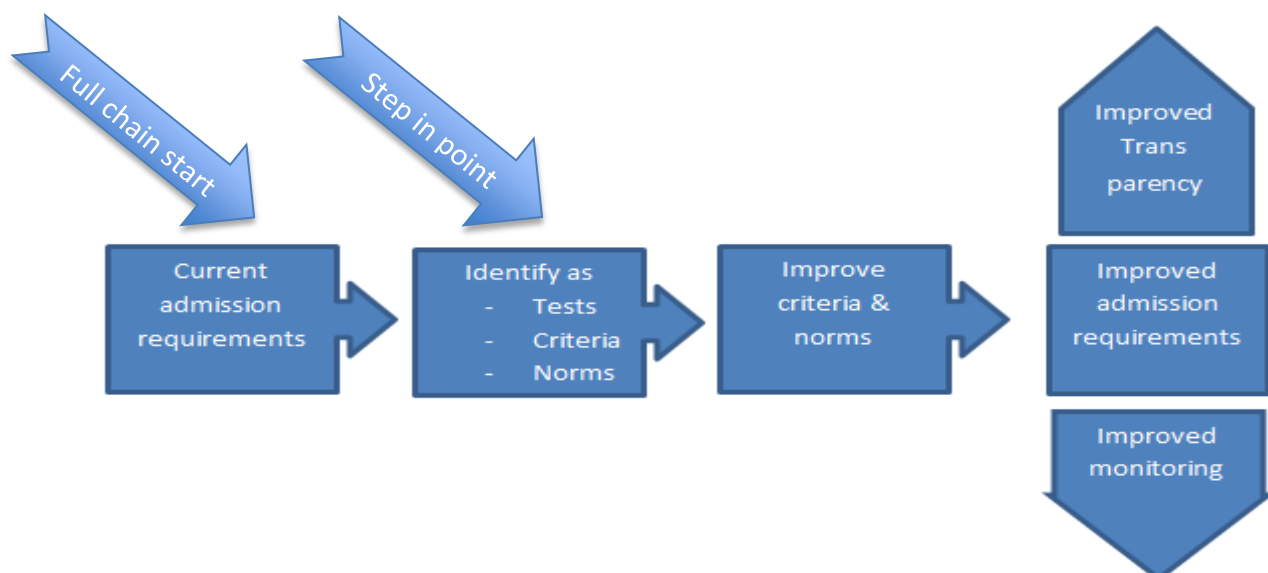 Full chain start
Step in point
Current
admission
requirements
Identify as
- Tests
- Criteria
- Norms
Improve
criteria &
norms
Improved
Trans
parency
Improved
admission
requirements
Improved
monitoring